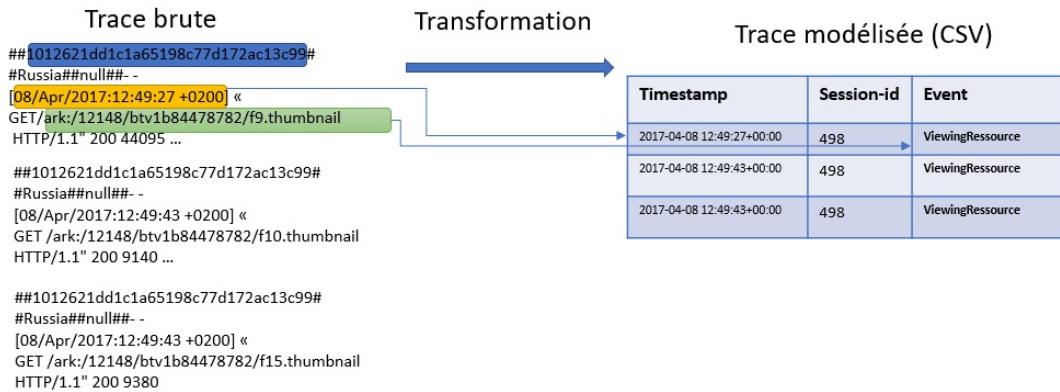 Trace brute
##1012621dd1c1a65198c77d172ac13c99#
#Russia##null##- -
[08/Apr/2017:12:49:27 +0200] «
GET/ark:/12148/btv1b84478782/f9.thumbnail
HTTP/1.1" 200 44095 ...
##1012621dd1c1a65198c77d172ac13c99#
#Russia##null##- -
[08/Apr/2017:12:49:43 +0200] «
GET /ark:/12148/btv1b84478782/f10.thumbnail
HTTP/1.1" 200 9140 ...
##1012621dd1c1a65198c77d172ac13c99#
#Russia##null##- -
[08/Apr/2017:12:49:43 +0200] «
GET /ark:/12148/btv1b84478782/f15.thumbnail
HTTP/1.1" 200 9380
Transformation
Trace modélisée (CSV)
Timestamp Session-id Event
2017-04-08 12:49:27+00:00 498 ViewingRessource
2017-04-08 12:49:43+00:00 498 ViewingRessource
2017-04-08 12:49:43+00:00 498 ViewingRessource